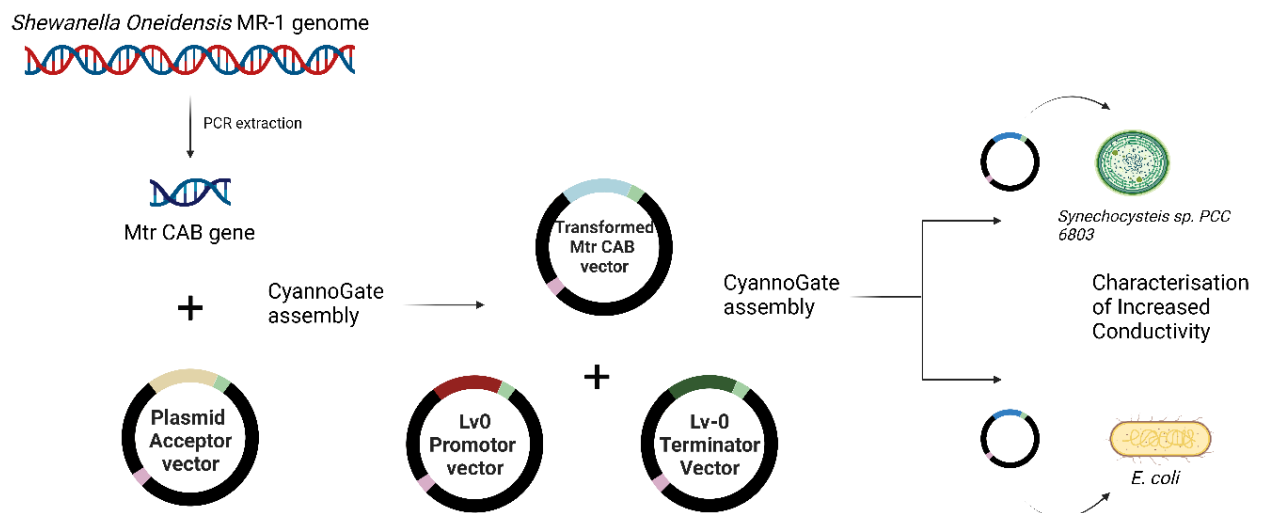 Shewanella Oneidensis MR-1 genome
PCR extraction
Mtr CAB gene
+
CyannoGate
assembly
Plasmid
Acceptor
vector
Transformed
Mtr CAB
vector
+
Lv0
Promotor
vector
Lv-0
Terminator
Vector
CyannoGate
assembly
Synechocysteis sp. PCC
6803
Characterisation
of Increased
Conductivity
E. coli